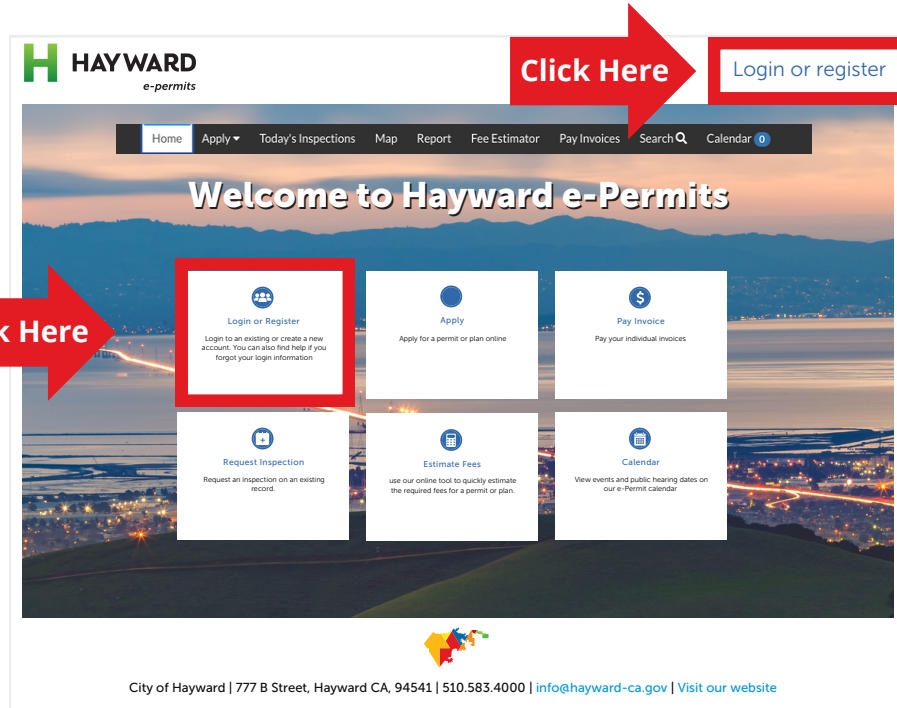 HAYWARD
e-permits
Click Here
Login or register
Home Apply Today's Inspections Map Report Fee Estimator Pay Invoices Search Calendar 0
Welcome to Hayward e-Permits
k Here
Login or Register
Login to an existing or create a new
account. You can also find help if you
forgot your login information
Apply
Apply for a permit or plan online
$
Pay Invoice
Pay your individual invoices
Request Inspection
Request an inspection on an existing
record.
Estimate Fees
use our online tool to quickly estimate
the required fees for a permit or plan.
Calendar
View events and public hearing dates on
our e-Permit calendar
City of Hayward | 777 B Street, Hayward CA, 94541 | 510.583.4000 | info@hayward-ca.gov | Visit our website